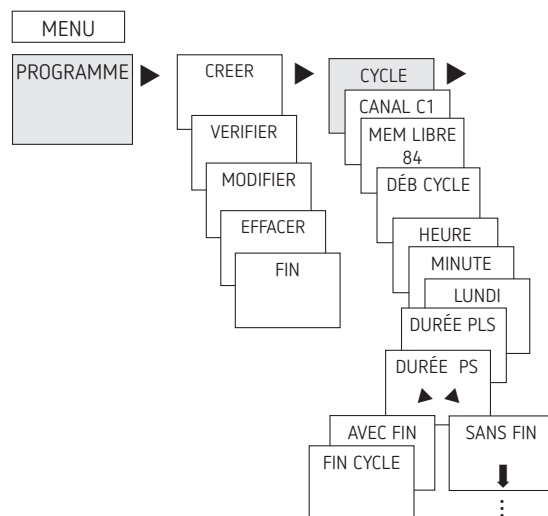 MENU
PROGRAMME
CREER
VERIFIER
MODIFIER
EFFACER
FIN
CYCLE
CANAL C1
MEM LIBRE
84
DÉB CYCLE
HEURE
MINUTE
LUNDI
DURÉE PLS
DURÉE PS
AVEC FIN
FIN CYCLE
SANS FIN